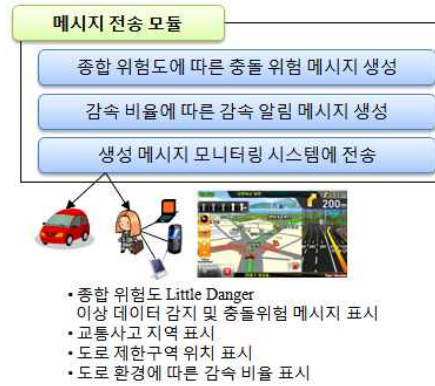 메시지 전송 모듈
종합 위험도에 따른 충돌 위험 메시지 생성
감속 비율에 따른 감속 알림 메시지 생성
생성 메시지 모니터링 시스템에 전송
200m
• 종합 위험도 Little Danger
이상 데이터 감지 및 충돌위험 메시지 표시
• 교통사고 지역 표시
• 도로 제한구역 위치 표시
• 도로 환경에 따른 감속 비율 표시